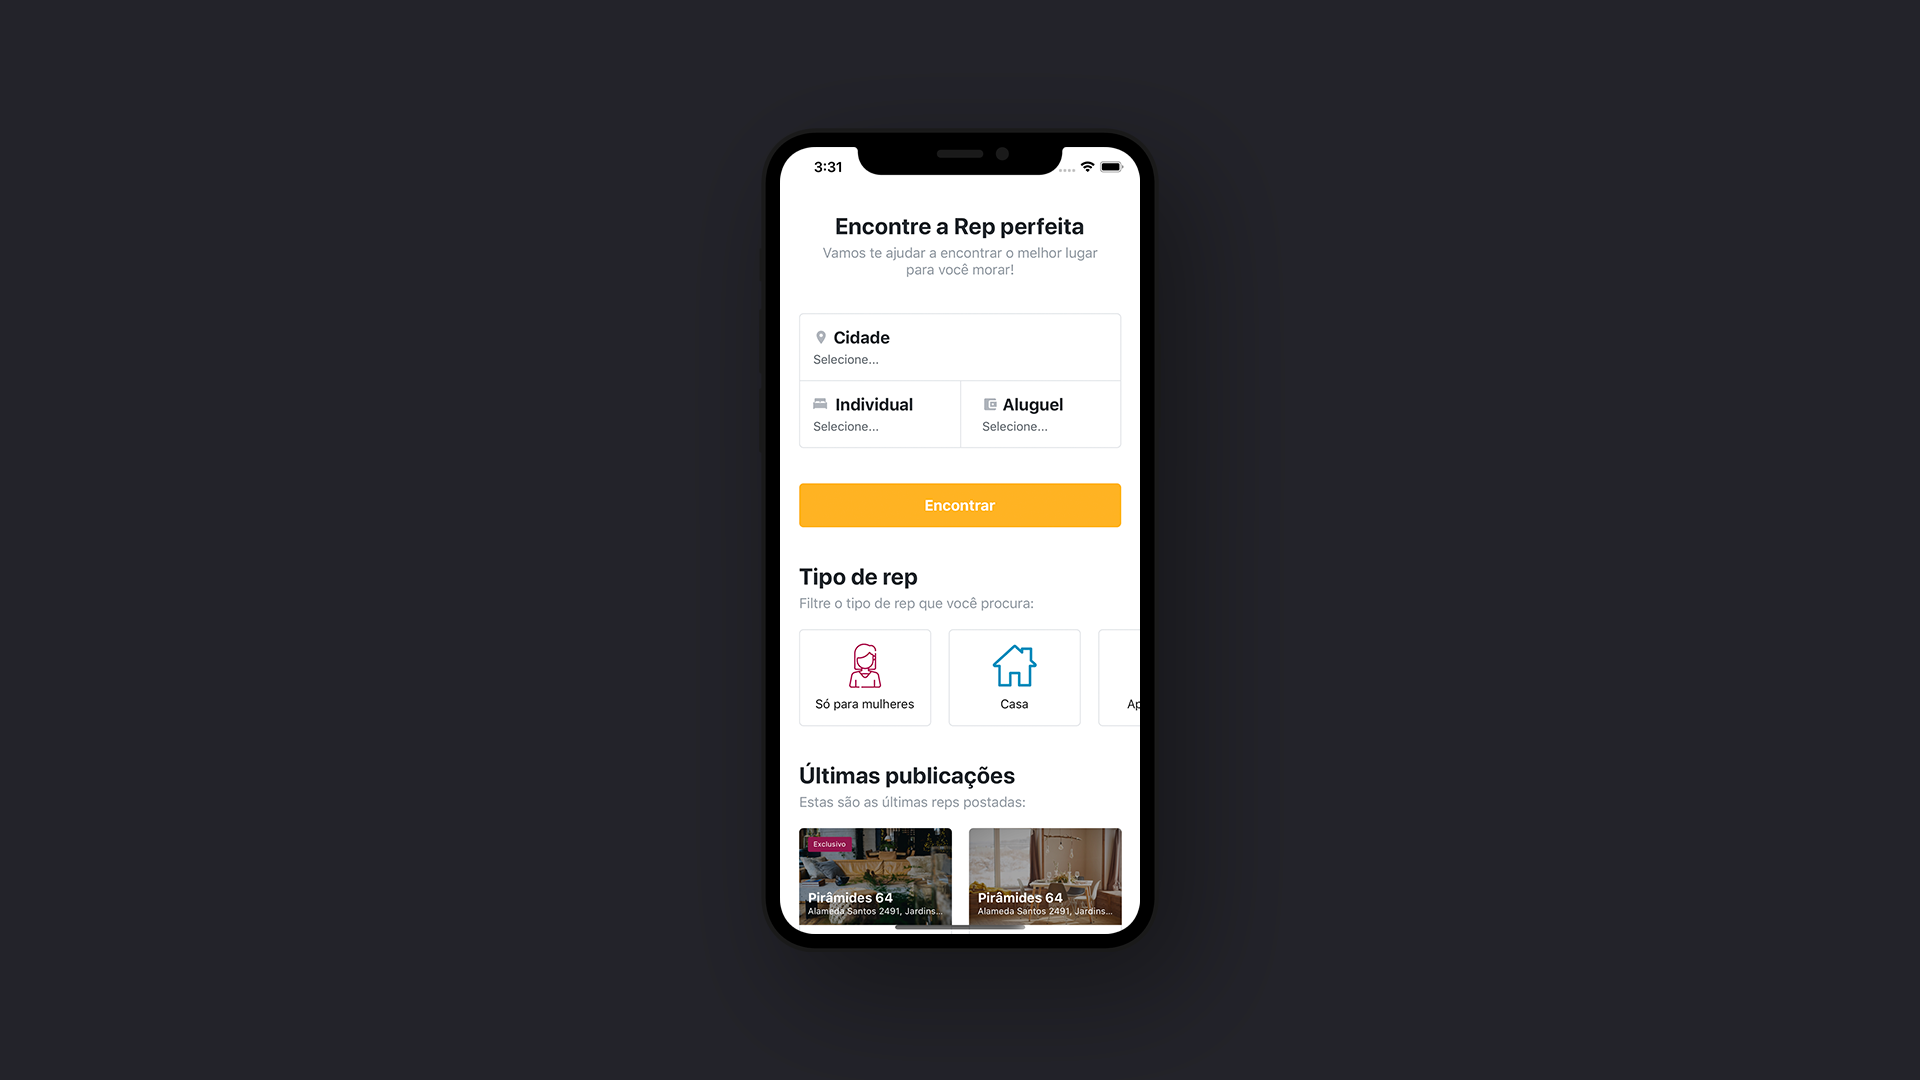 3:31
Encontre a Rep perfeita
Vamos te ajudar a encontrar o melhor lugar
para você morar!
Cidade
Selecione...
Individual
Selecione...
Aluguel
Selecione...
Encontrar
Tipo de rep
Filtre o tipo de rep que você procura:
Só para mulheres
Casa
Ap
Últimas publicações
Estas são as últimas reps postadas:
Exclusivo
Pirâmides 64
Alameda Santos 2491, Jardins...
Pirâmides 64
Alameda Santos 2491, Jardins...